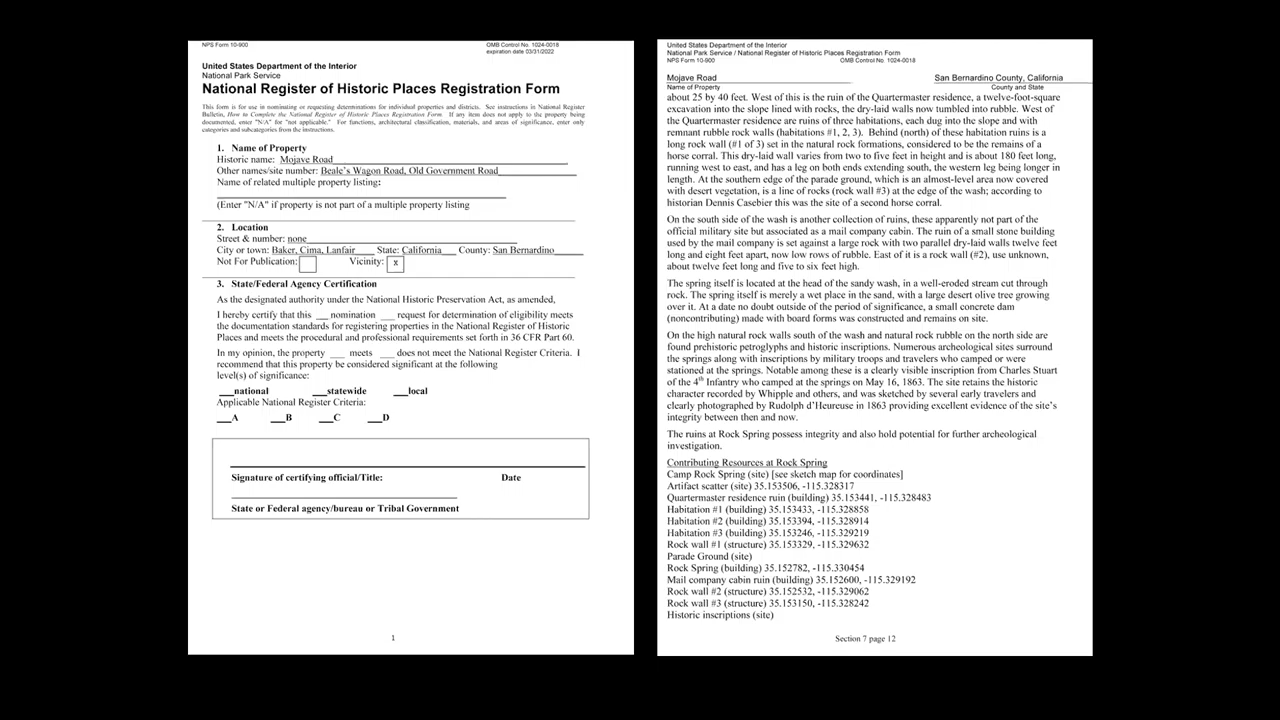 NPS Form 10-900
OMB Control No. 1024-0018
expiration date 03/31/2022
United States Department of the Interior
National Park Service
National Register of Historic Places Registration Form
This form is for use in nominating or requesting determinations for individual properties and districts. See instructions in National Register
Bulletin, How to Complete the National Register of Historic Places Registration Form. If any item does not apply to the property being
documented, enter "N/A" for "not applicable." For functions, architectural classification, materials, and areas of significance, enter only
categories and subcategories from the instructions.
1. Name of Property
Historic name: Mojave Road
Other names/site number: Beale's Wagon Road, Old Government Road
Name of related multiple property listing:
(Enter "N/A" if property is not part of a multiple property listing
2. Location
Street & number: none
City or town: Baker, Cima, Lanfair State: California County: San Bernardino
Not For Publication: Vicinity: x
3. State/Federal Agency Certification
As the designated authority under the National Historic Preservation Act, as amended,
I hereby certify that this ___ nomination ___ request for determination of eligibility meets
the documentation standards for registering properties in the National Register of Historic
Places and meets the procedural and professional requirements set forth in 36 CFR Part 60.
In my opinion, the property ___ meets ___ does not meet the National Register Criteria. I
recommend that this property be considered significant at the following
level(s) of significance:
___national ___statewide ___local
Applicable National Register Criteria:
___A ___B ___C ___D
Signature of certifying official/Title: Date
State or Federal agency/bureau or Tribal Government
1
United States Department of the Interior
National Park Service / National Register of Historic Places Registration Form
NPS Form 10-900 OMB Control No. 1024-0018
Mojave Road San Bernardino County, California
Name of Property County and State
about 25 by 40 feet. West of this is the ruin of the Quartermaster residence, a twelve-foot-square
excavation into the slope lined with rocks, the dry-laid walls now tumbled into rubble. West of
the Quartermaster residence are ruins of three habitations, each dug into the slope and with
remnant rubble rock walls (habitations #1, 2, 3). Behind (north) of these habitation ruins is a
long rock wall (#1 of 3) set in the natural rock formations, considered to be the remains of a
horse corral. This dry-laid wall varies from two to five feet in height and is about 180 feet long,
running west to east, and has a leg on both ends extending south, the western leg being longer in
length. At the southern edge of the parade ground, which is an almost-level area now covered
with desert vegetation, is a line of rocks (rock wall #3) at the edge of the wash; according to
historian Dennis Casebier this was the site of a second horse corral.
On the south side of the wash is another collection of ruins, these apparently not part of the
official military site but associated as a mail company cabin. The ruin of a small stone building
used by the mail company is set against a large rock with two parallel dry-laid walls twelve feet
long and eight feet apart, now low rows of rubble. East of it is a rock wall (#2), use unknown,
about twelve feet long and five to six feet high.
The spring itself is located at the head of the sandy wash, in a well-eroded stream cut through
rock. The spring itself is merely a wet place in the sand, with a large desert olive tree growing
over it. At a date no doubt outside of the period of significance, a small concrete dam
(noncontributing) made with board forms was constructed and remains on site.
On the high natural rock walls south of the wash and natural rock rubble on the north side are
found prehistoric petroglyphs and historic inscriptions. Numerous archeological sites surround
the springs along with inscriptions by military troops and travelers who camped or were
stationed at the springs. Notable among these is a clearly visible inscription from Charles Stuart
of the 4th Infantry who camped at the springs on May 16, 1863. The site retains the historic
character recorded by Whipple and others, and was sketched by several early travelers and
clearly photographed by Rudolph d'Heureuse in 1863 providing excellent evidence of the site's
integrity between then and now.
The ruins at Rock Spring possess integrity and also hold potential for further archeological
investigation.
Contributing Resources at Rock Spring
Camp Rock Spring (site) [see sketch map for coordinates]
Artifact scatter (site) 35.153506, -115.328317
Quartermaster residence ruin (building) 35.153441, -115.328483
Habitation #1 (building) 35.153433, -115.328858
Habitation #2 (building) 35.153394, -115.328914
Habitation #3 (building) 35.153246, -115.329219
Rock wall #1 (structure) 35.153329, -115.329632
Parade Ground (site)
Rock Spring (building) 35.152782, -115.330454
Mail company cabin ruin (building) 35.152600, -115.329192
Rock wall #2 (structure) 35.152532, -115.329062
Rock wall #3 (structure) 35.153150, -115.328242
Historic inscriptions (site)
Section 7 page 12